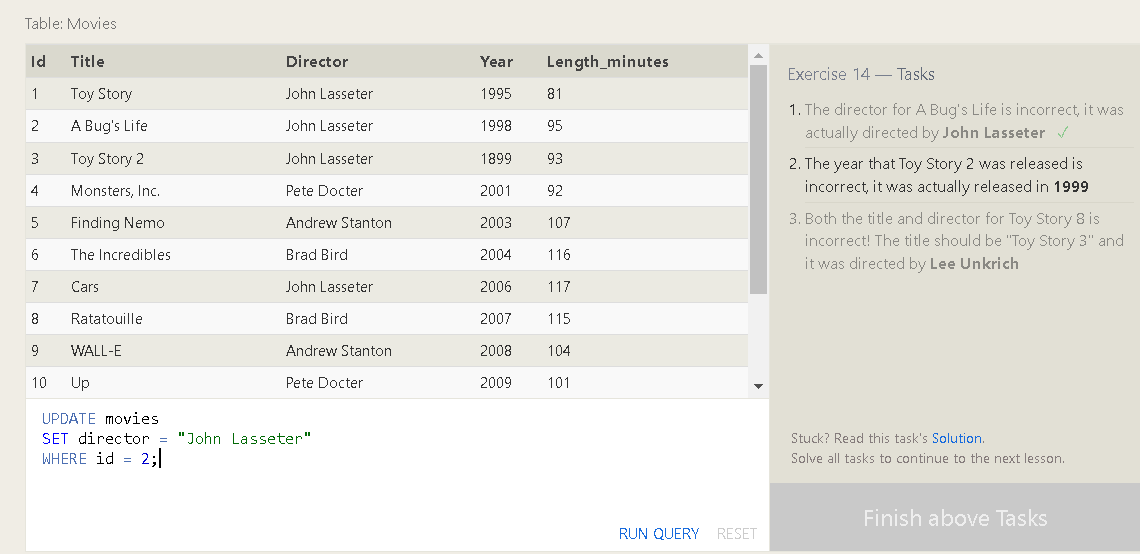 Table: Movies
Id Title Director Year Length_minutes
1 Toy Story John Lasseter 1995 81
2 A Bug's Life John Lasseter 1998 95
3 Toy Story 2 John Lasseter 1899 93
4 Monsters, Inc. Pete Docter 2001 92
5 Finding Nemo Andrew Stanton 2003 107
6 The Incredibles Brad Bird 2004 116
7 Cars John Lasseter 2006 117
8 Ratatouille Brad Bird 2007 115
9 WALL-E Andrew Stanton 2008 104
10 Up Pete Docter 2009 101
UPDATE movies
SET director = "John Lasseter"
WHERE id = 2;
RUN QUERY RESET
Exercise 14 — Tasks
1. The director for A Bug's Life is incorrect, it was
actually directed by John Lasseter ✓
2. The year that Toy Story 2 was released is
incorrect, it was actually released in 1999
3. Both the title and director for Toy Story 8 is
incorrect! The title should be "Toy Story 3" and
it was directed by Lee Unkrich
Stuck? Read this task's Solution.
Solve all tasks to continue to the next lesson.
Finish above Tasks